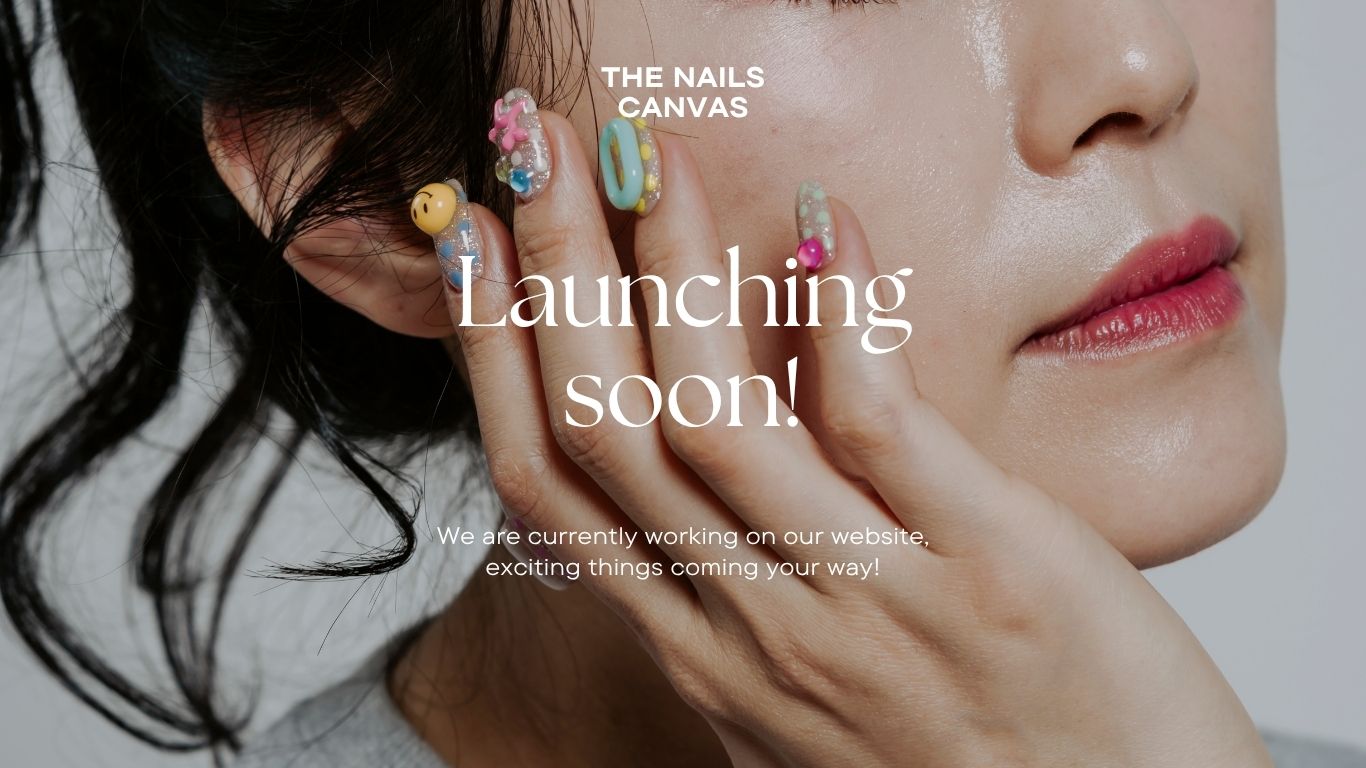 THE NAILS
CANVAS
Launching
soon!
We are currently working on our website,
exciting things coming your way!